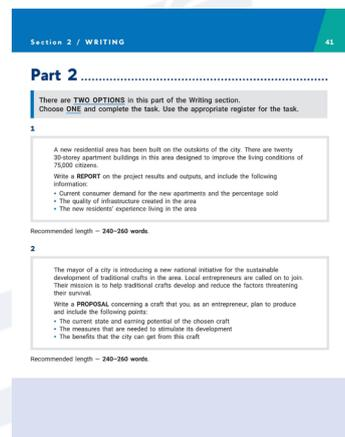 Section 2 / WRITING
41
Part 2
There are TWO OPTIONS in this part of the Writing section.
Choose ONE and complete the task. Use the appropriate register for the task.
1
A new residential area has been built on the outskirts of the city. There are twenty
30-storey apartment buildings in this area designed to improve the living conditions of
75,000 citizens.
Write a REPORT on the project results and outputs, and include the following
information:
• Current consumer demand for the new apartments and the percentage sold
• The quality of infrastructure created in the area
• The new residents' experience living in the area
Recommended length — 240–260 words.
2
The mayor of a city is introducing a new national initiative for the sustainable
development of traditional crafts in the area. Local entrepreneurs are called on to join.
Their mission is to help traditional crafts develop and reduce the factors threatening
their survival.
Write a PROPOSAL concerning a craft that you, as an entrepreneur, plan to produce
and include the following points:
• The current state and earning potential of the chosen craft
• The measures that are needed to stimulate its development
• The benefits that the city can get from this craft
Recommended length — 240–260 words.